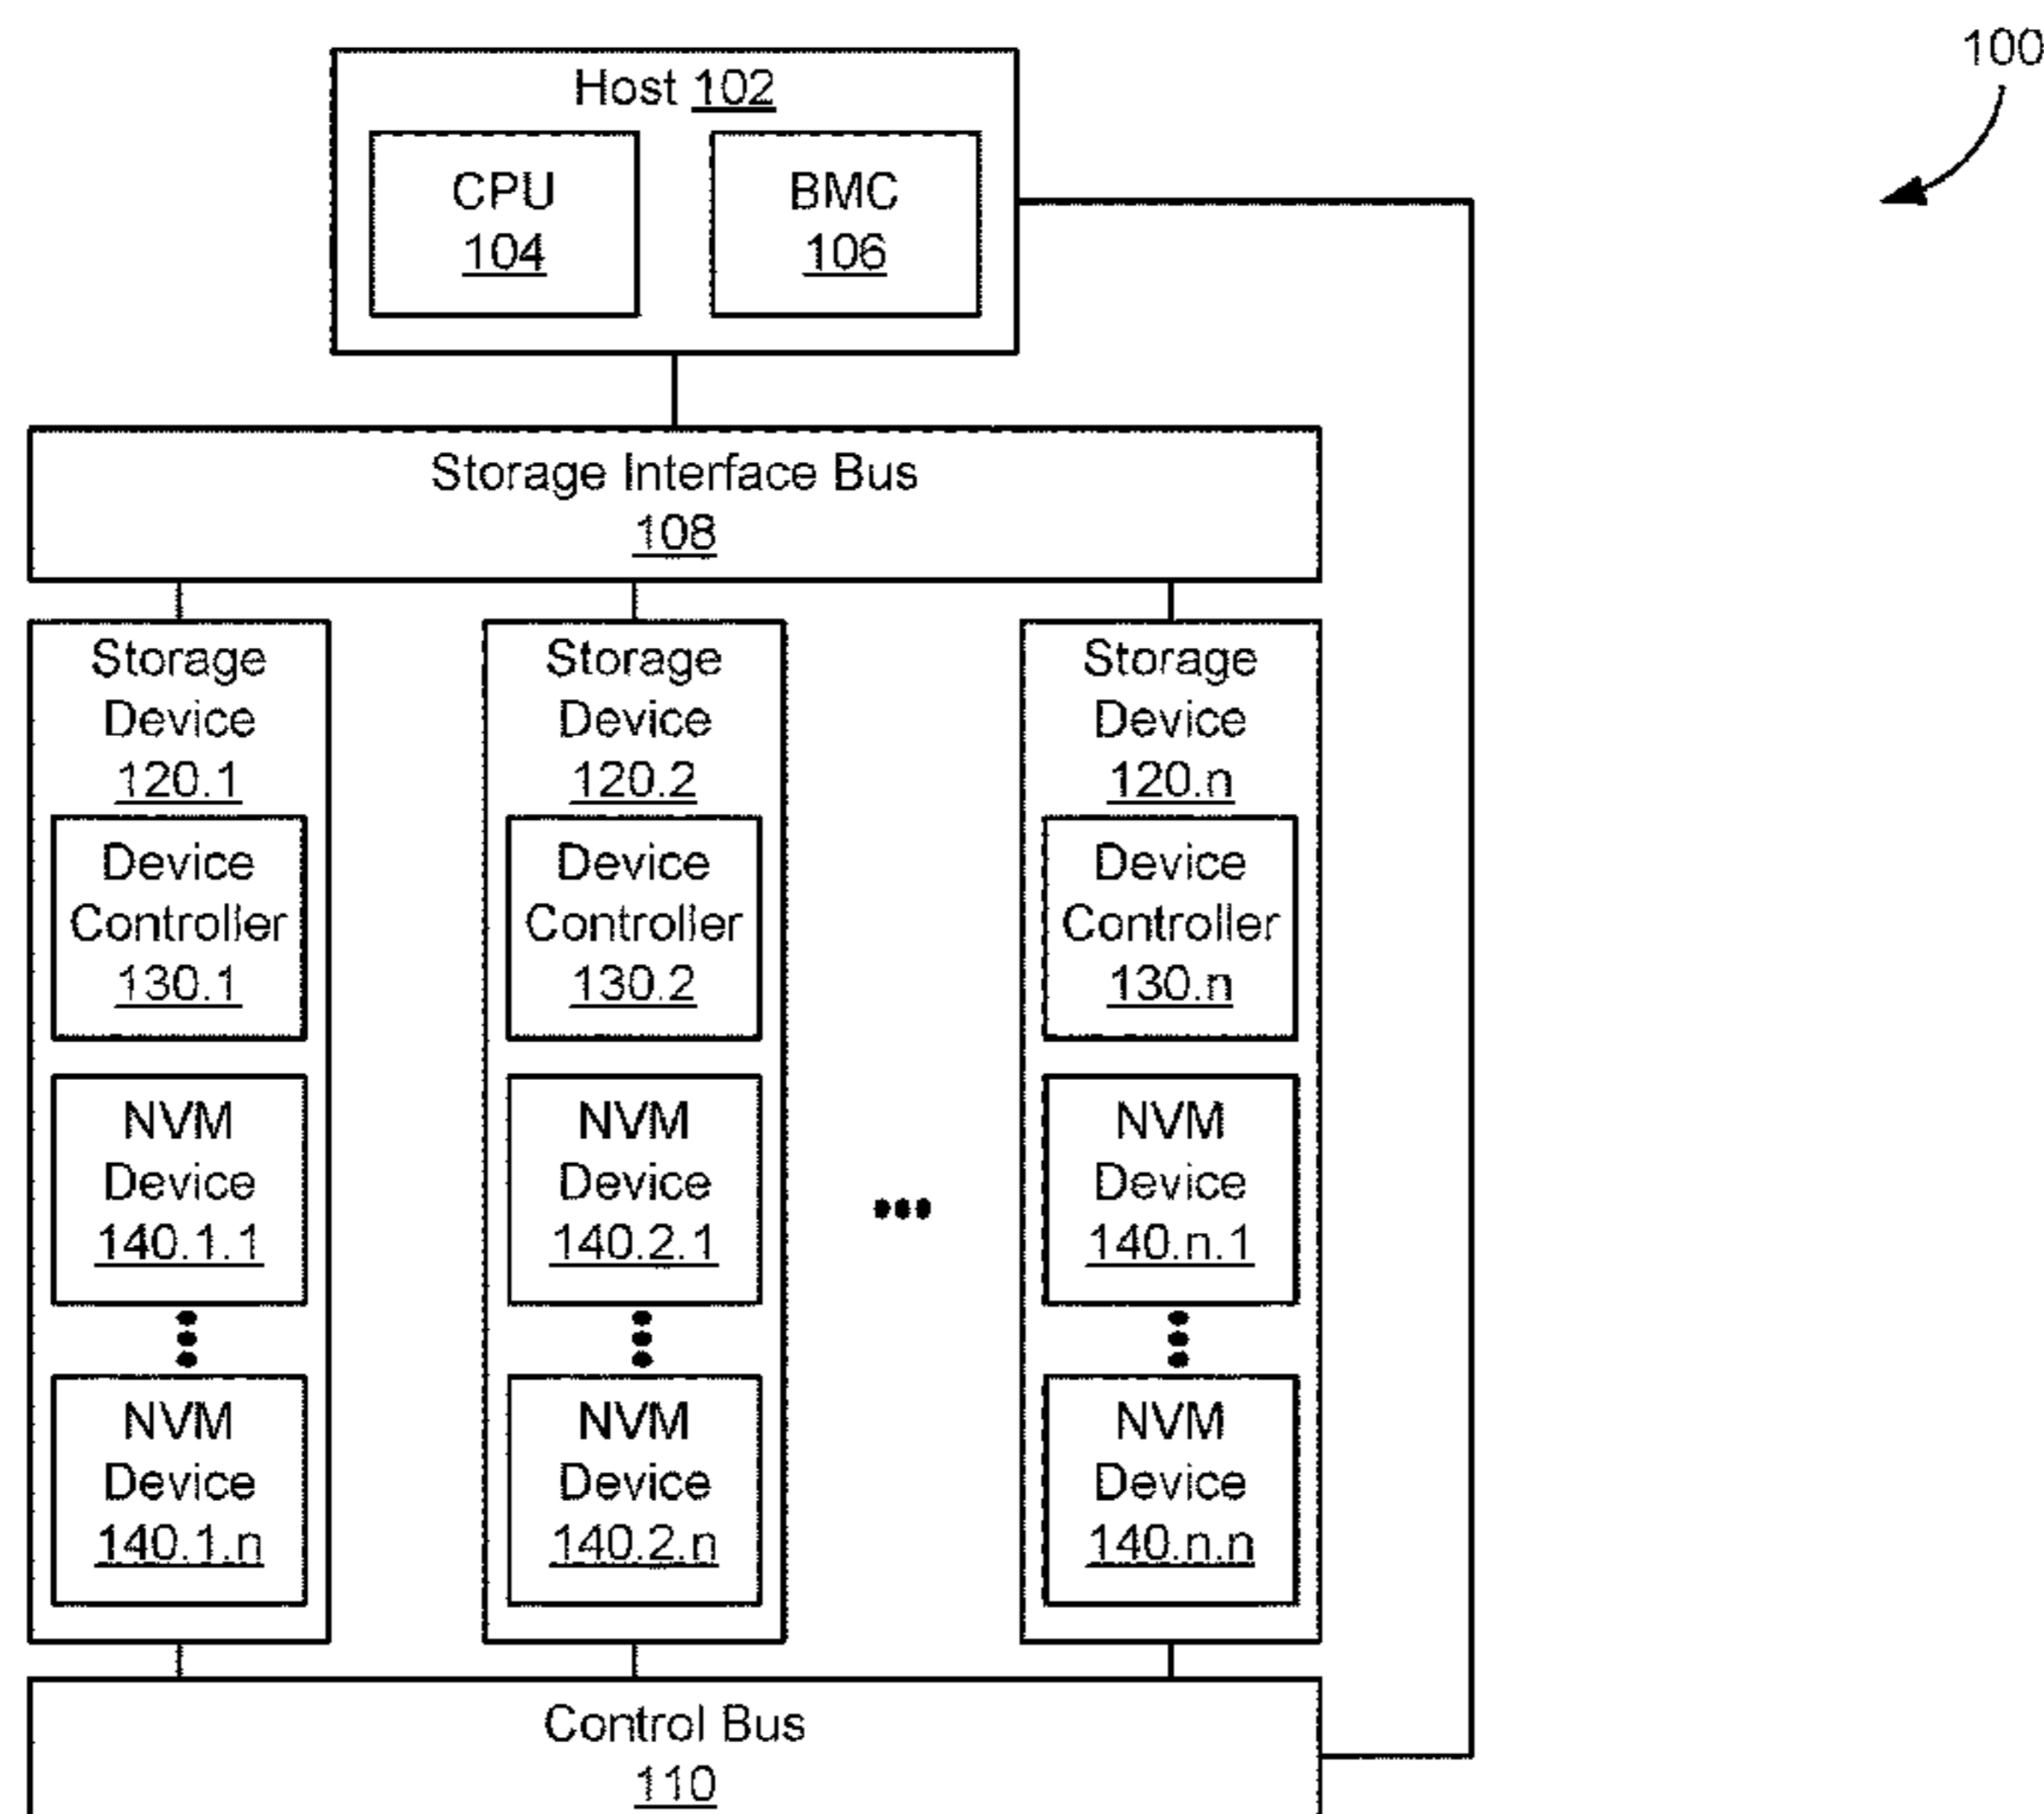 100
Host 102
CPU
104
BMC
106
Storage Interface Bus
108
Storage
Device
120.1
Device
Controller
130.1
NVM
Device
140.1.1
NVM
Device
140.1.n
Storage
Device
120.2
Device
Controller
130.2
NVM
Device
140.2.1
NVM
Device
140.2.n
•••
Storage
Device
120.n
Device
Controller
130.n
NVM
Device
140.n.1
NVM
Device
140.n.n
Control Bus
110